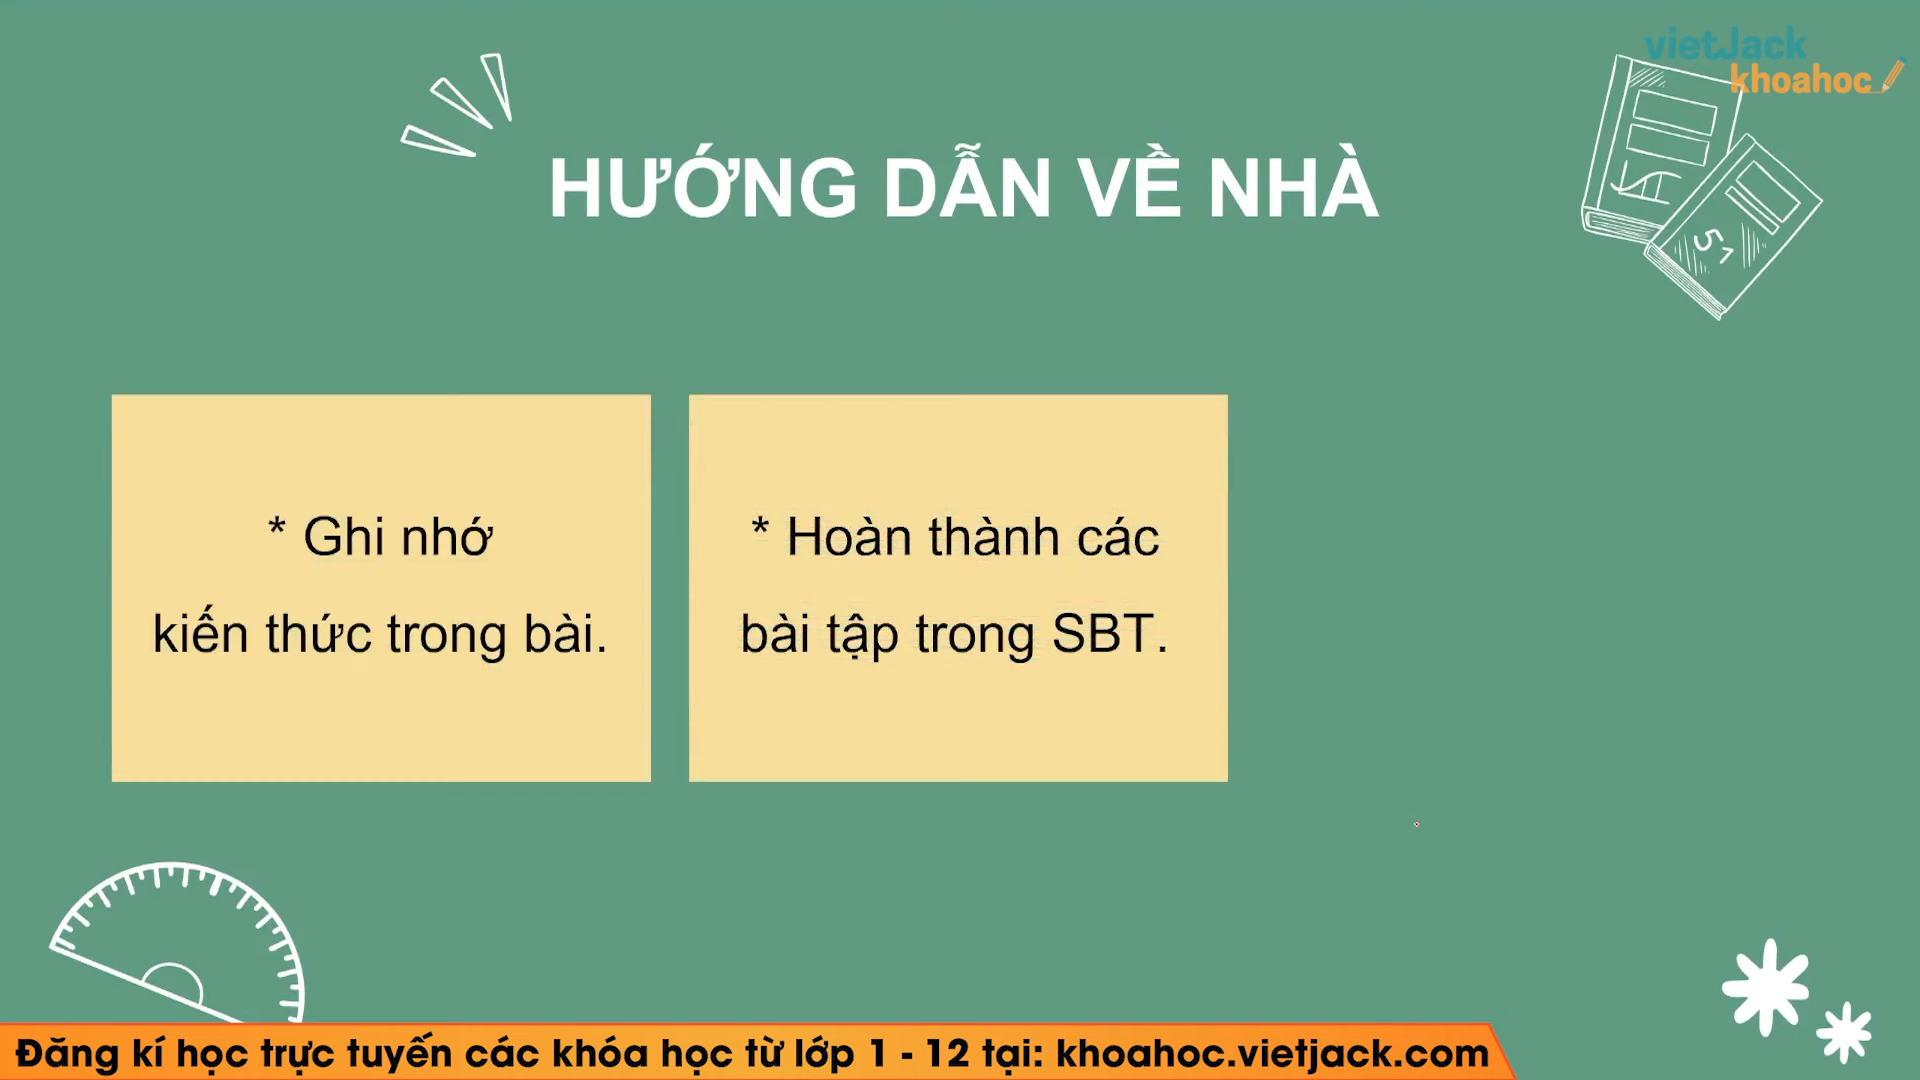 vietJack
khoahoc
HƯỚNG DẪN VỀ NHÀ
* Ghi nhớ
kiến thức trong bài.
* Hoàn thành các
bài tập trong SBT.
Đăng kí học trực tuyến các khóa học từ lớp 1 - 12 tại: khoahoc.vietjack.com